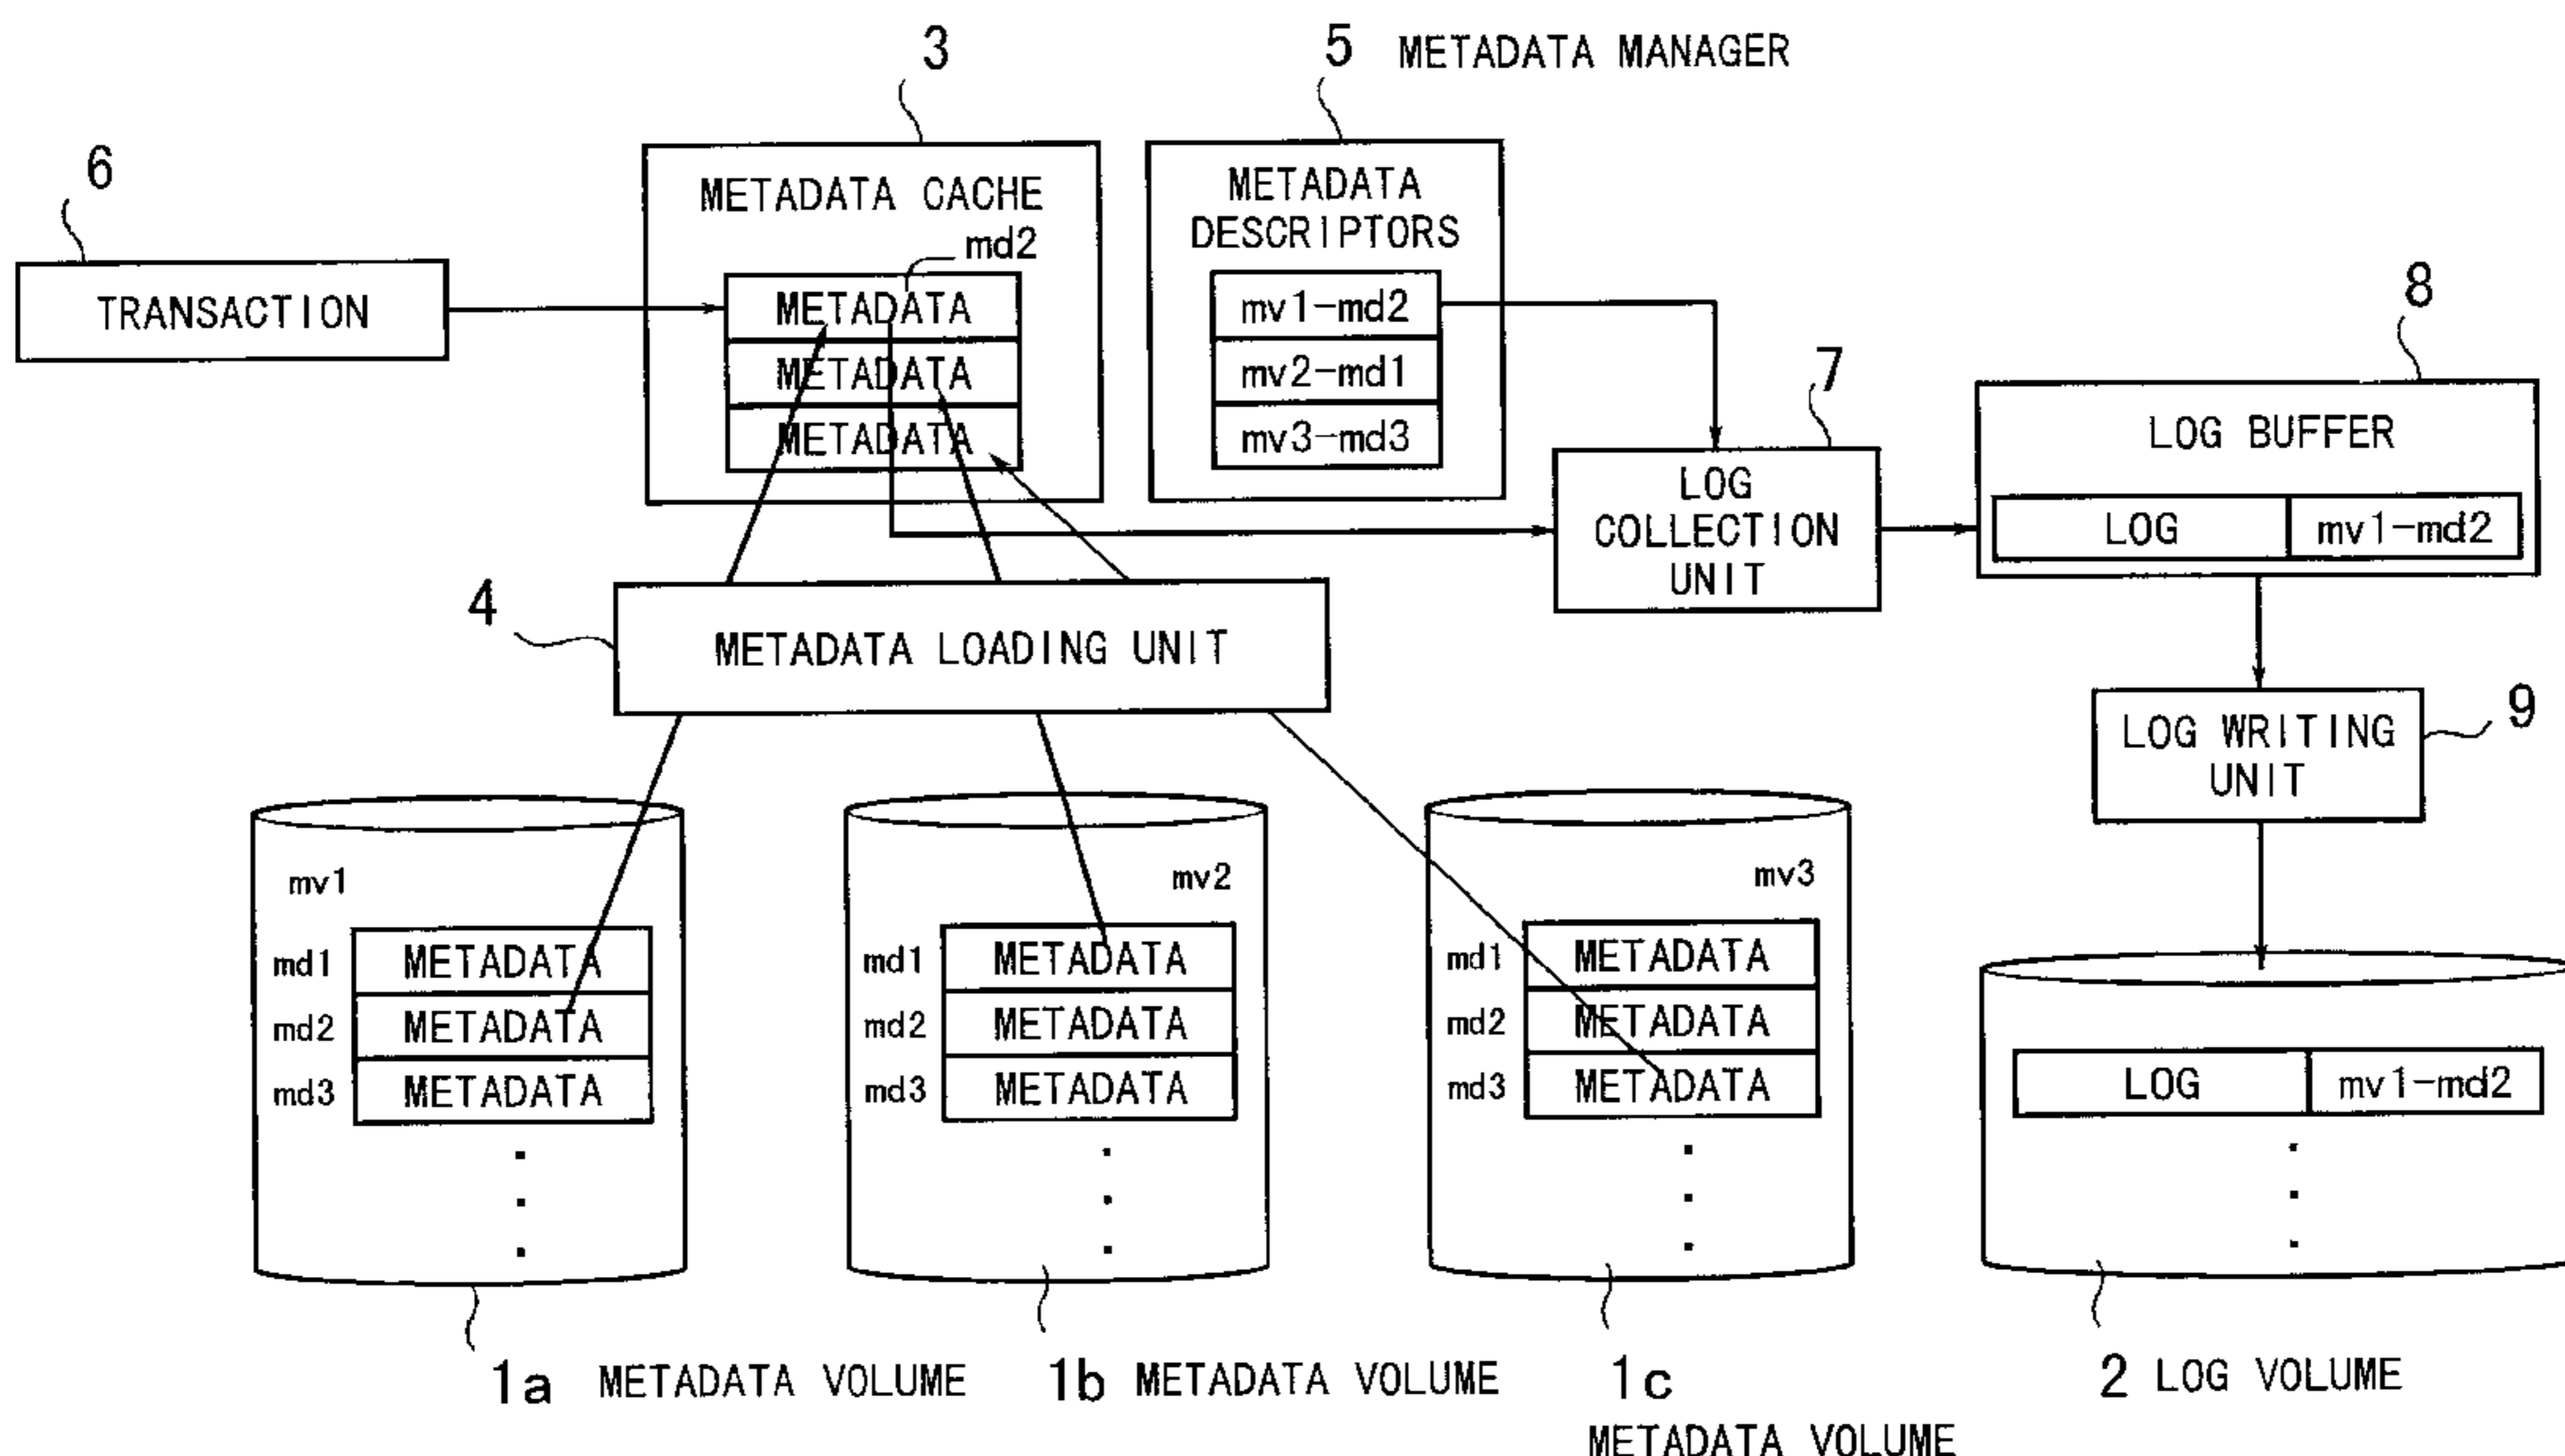 3
5 METADATA MANAGER
6
TRANSACTION
METADATA CACHE
md2
METADATA
METADATA
METADATA
METADATA
DESCRIPTORS
mv1-md2
mv2-md1
mv3-md3
7
LOG
COLLECTION
UNIT
8
LOG BUFFER
LOG mv1-md2
4
METADATA LOADING UNIT
LOG WRITING
UNIT
9
mv1
md1 METADATA
md2 METADATA
md3 METADATA
mv2
md1 METADATA
md2 METADATA
md3 METADATA
mv3
md1 METADATA
md2 METADATA
md3 METADATA
LOG mv1-md2
1a METADATA VOLUME
1b METADATA VOLUME
1c
METADATA VOLUME
2 LOG VOLUME